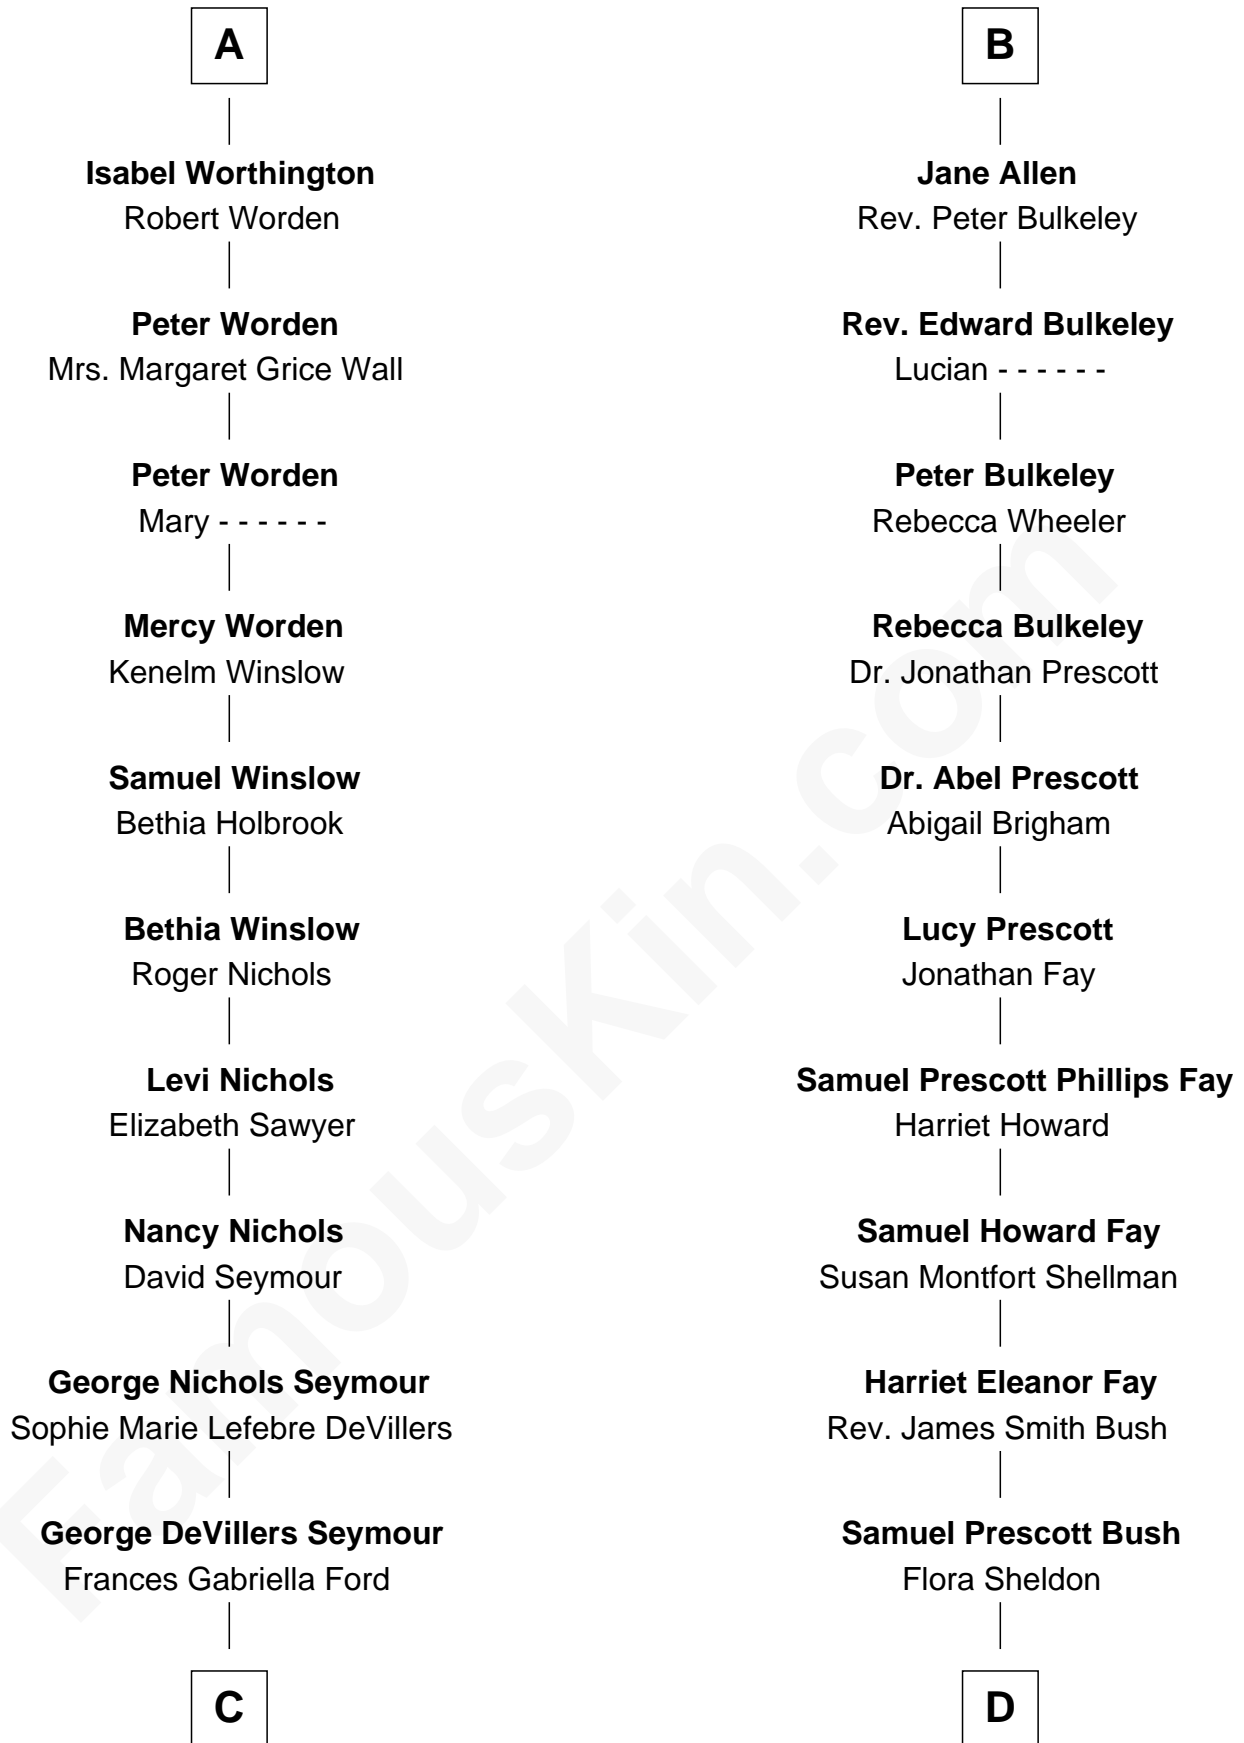 A
Isabel Worthington
Robert Worden
Peter Worden
Mrs. Margaret Grice Wall
Peter Worden
Mary - - - - - -
Mercy Worden
Kenelm Winslow
Samuel Winslow
Bethia Holbrook
Bethia Winslow
Roger Nichols
Levi Nichols
Elizabeth Sawyer
Nancy Nichols
David Seymour
George Nichols Seymour
Sophie Marie Lefebre DeVillers
George DeVillers Seymour
Frances Gabriella Ford
C
B
Jane Allen
Rev. Peter Bulkeley
Rev. Edward Bulkeley
Lucian - - - - - -
Peter Bulkeley
Rebecca Wheeler
Rebecca Bulkeley
Dr. Jonathan Prescott
Dr. Abel Prescott
Abigail Brigham
Lucy Prescott
Jonathan Fay
Samuel Prescott Phillips Fay
Harriet Howard
Samuel Howard Fay
Susan Montfort Shellman
Harriet Eleanor Fay
Rev. James Smith Bush
Samuel Prescott Bush
Flora Sheldon
D
FamousKin.com